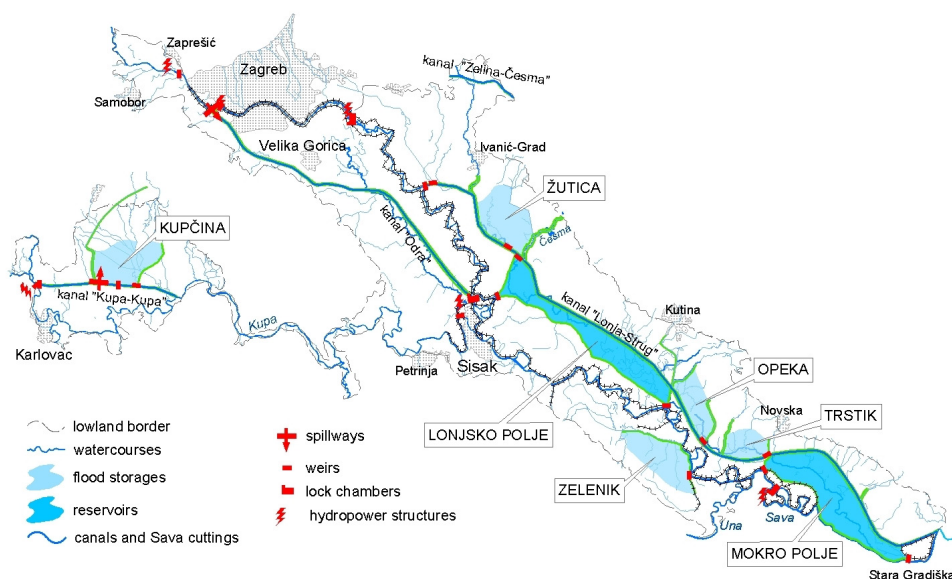 Zaprešić
Zagreb
kanal "Zelina-Česma"
Samobor
Velika Gorica
Ivanić-Grad
ŽUTICA
KUPČINA
kanal "Odra"
Česma
kanal "Kupa-Kupa"
kanal "Lonja-Strug"
Kupa
Kutina
Karlovac
Petrinja
Sisak
OPEKA
Novska
TRSTIK
LONJSKO POLJE
ZELENIK
Una
Sava
MOKRO POLJE
Stara Gradiška
lowland border
watercourses
flood storages
reservoirs
canals and Sava cuttings
spillways
weirs
lock chambers
hydropower structures